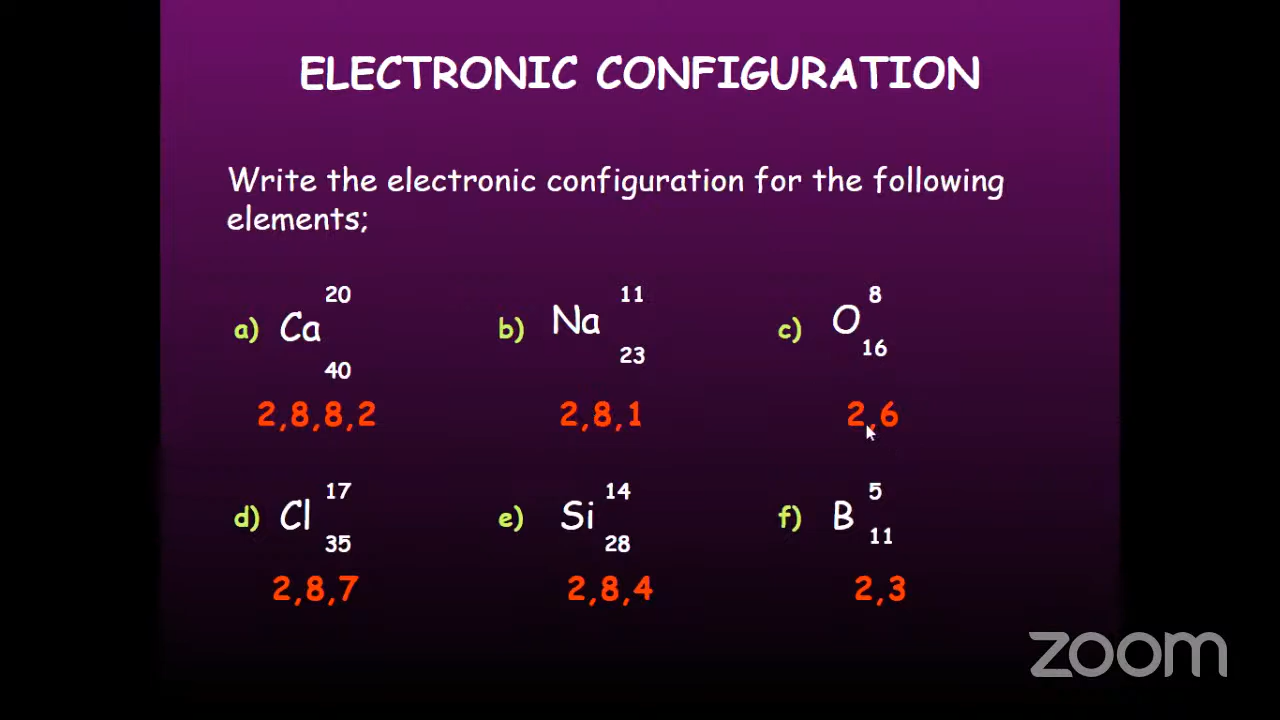 ELECTRONIC CONFIGURATION
Write the electronic configuration for the following
elements;
a) Ca 20 40
b) Na 11 23
c) O 8 16
2,8,8,2
2,8,1
2,6
d) Cl 17 35
e) Si 14 28
f) B 5 11
2,8,7
2,8,4
2,3
zoom